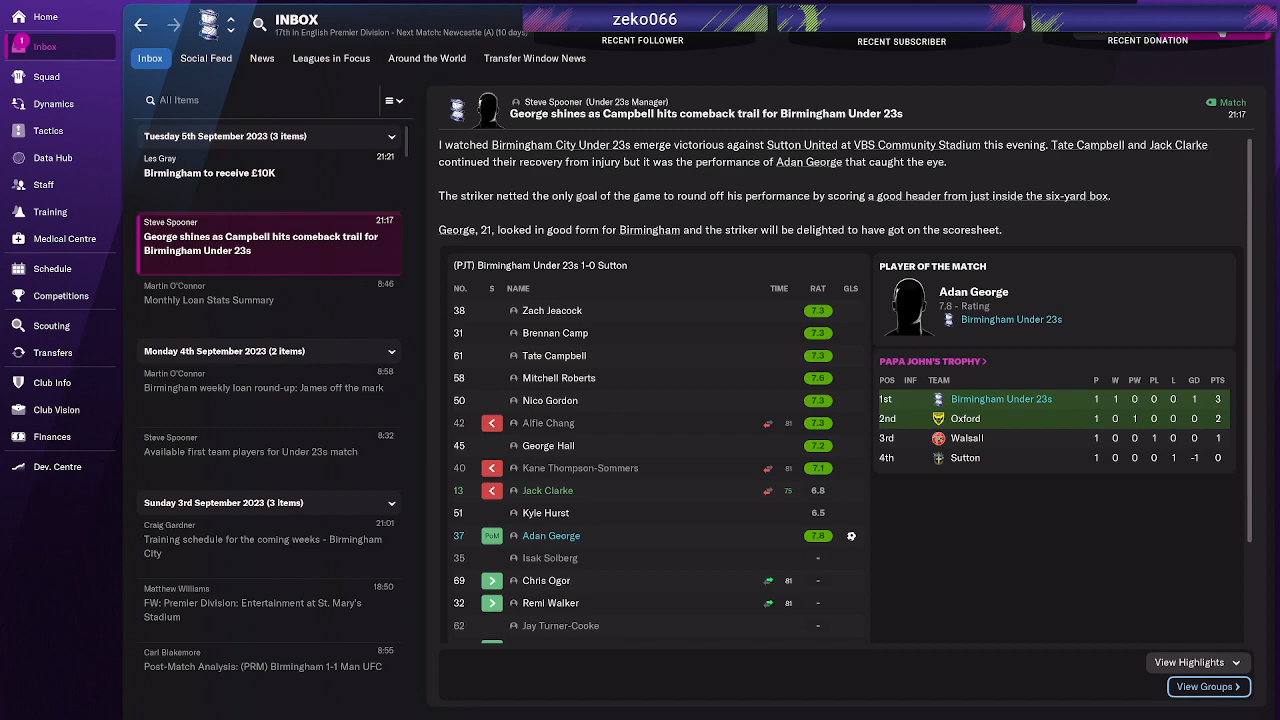 Home
1
Inbox
Squad
Dynamics
Tactics
Data Hub
Staff
Training
Medical Centre
Schedule
Competitions
Scouting
Transfers
Club Info
Club Vision
Finances
Dev. Centre
INBOX
17th in English Premier Division - Next Match: Newcastle (A) (10 days)
zeko066
RECENT FOLLOWER
RECENT SUBSCRIBER
RECENT DONATION
Inbox Social Feed News Leagues in Focus Around the World Transfer Window News
All Items
Tuesday 5th September 2023 (3 items)
Les Gray 21:21
Birmingham to receive £10K
Steve Spooner 21:17
George shines as Campbell hits comeback trail for
Birmingham Under 23s
Martin O'Connor 8:46
Monthly Loan Stats Summary
Monday 4th September 2023 (2 items)
Martin O'Connor 8:58
Birmingham weekly loan round-up: James off the mark
Steve Spooner 8:32
Available first team players for Under 23s match
Sunday 3rd September 2023 (3 items)
Craig Gardner 21:01
Training schedule for the coming weeks - Birmingham
City
Matthew Williams 18:50
FW: Premier Division: Entertainment at St. Mary's
Stadium
Carl Blakemore 8:55
Post-Match Analysis: (PRM) Birmingham 1-1 Man UFC
Steve Spooner (Under 23s Manager)
George shines as Campbell hits comeback trail for Birmingham Under 23s
Match
21:17
I watched Birmingham City Under 23s emerge victorious against Sutton United at VBS Community Stadium this evening. Tate Campbell and Jack Clarke
continued their recovery from injury but it was the performance of Adan George that caught the eye.
The striker netted the only goal of the game to round off his performance by scoring a good header from just inside the six-yard box.
George, 21, looked in good form for Birmingham and the striker will be delighted to have got on the scoresheet.
(PJT) Birmingham Under 23s 1-0 Sutton
NO. S NAME TIME RAT GLS
38 Zach Jeacock 7.3
31 Brennan Camp 7.3
61 Tate Campbell 7.3
58 Mitchell Roberts 7.6
50 Nico Gordon 7.3
42 Alfie Chang 81 7.3
45 George Hall 7.2
40 Kane Thompson-Sommers 81 7.1
13 Jack Clarke 75 6.8
51 Kyle Hurst 6.5
37 PoM Adan George 7.8
35 Isak Solberg -
69 Chris Ogor 81 -
32 Remi Walker 81 -
62 Jay Turner-Cooke -
PLAYER OF THE MATCH
Adan George
7.8 - Rating
Birmingham Under 23s
PAPA JOHN'S TROPHY >
POS INF TEAM P W PW PL L GD PTS
1st Birmingham Under 23s 1 1 0 0 0 1 3
2nd Oxford 1 0 1 0 0 0 2
3rd Walsall 1 0 0 1 0 0 1
4th Sutton 1 0 0 0 1 -1 0
View Highlights
View Groups >